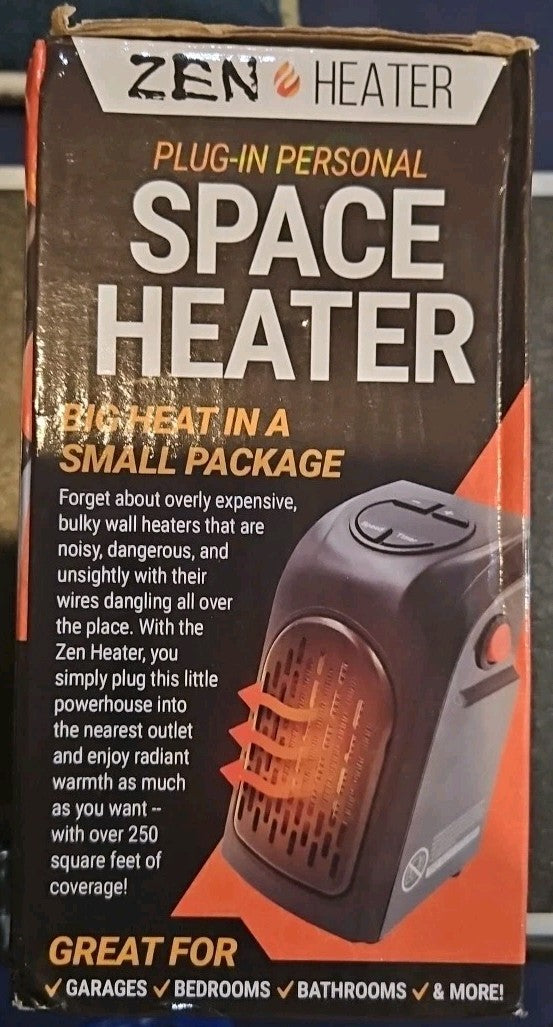 ZEN HEATER
PLUG-IN PERSONAL
SPACE
HEATER
BIG HEAT IN A
SMALL PACKAGE
Forget about overly expensive,
bulky wall heaters that are
noisy, dangerous, and
unsightly with their
wires dangling all over
the place. With the
Zen Heater, you
simply plug this little
powerhouse into
the nearest outlet
and enjoy radiant
warmth as much
as you want --
with over 250
square feet of
coverage!
Speed Timer
GREAT FOR
✓ GARAGES ✓ BEDROOMS ✓ BATHROOMS ✓ & MORE!